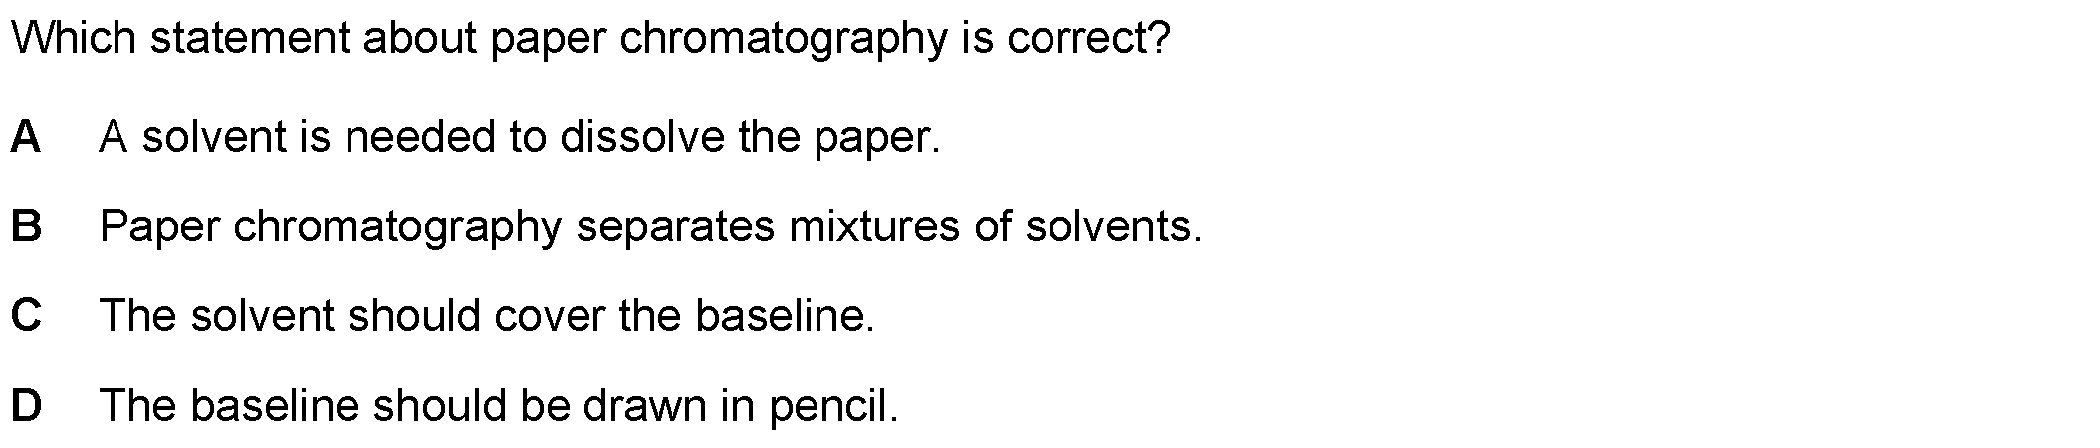 Which statement about paper chromatography is correct?
A A solvent is needed to dissolve the paper.
B Paper chromatography separates mixtures of solvents.
C The solvent should cover the baseline.
D The baseline should be drawn in pencil.